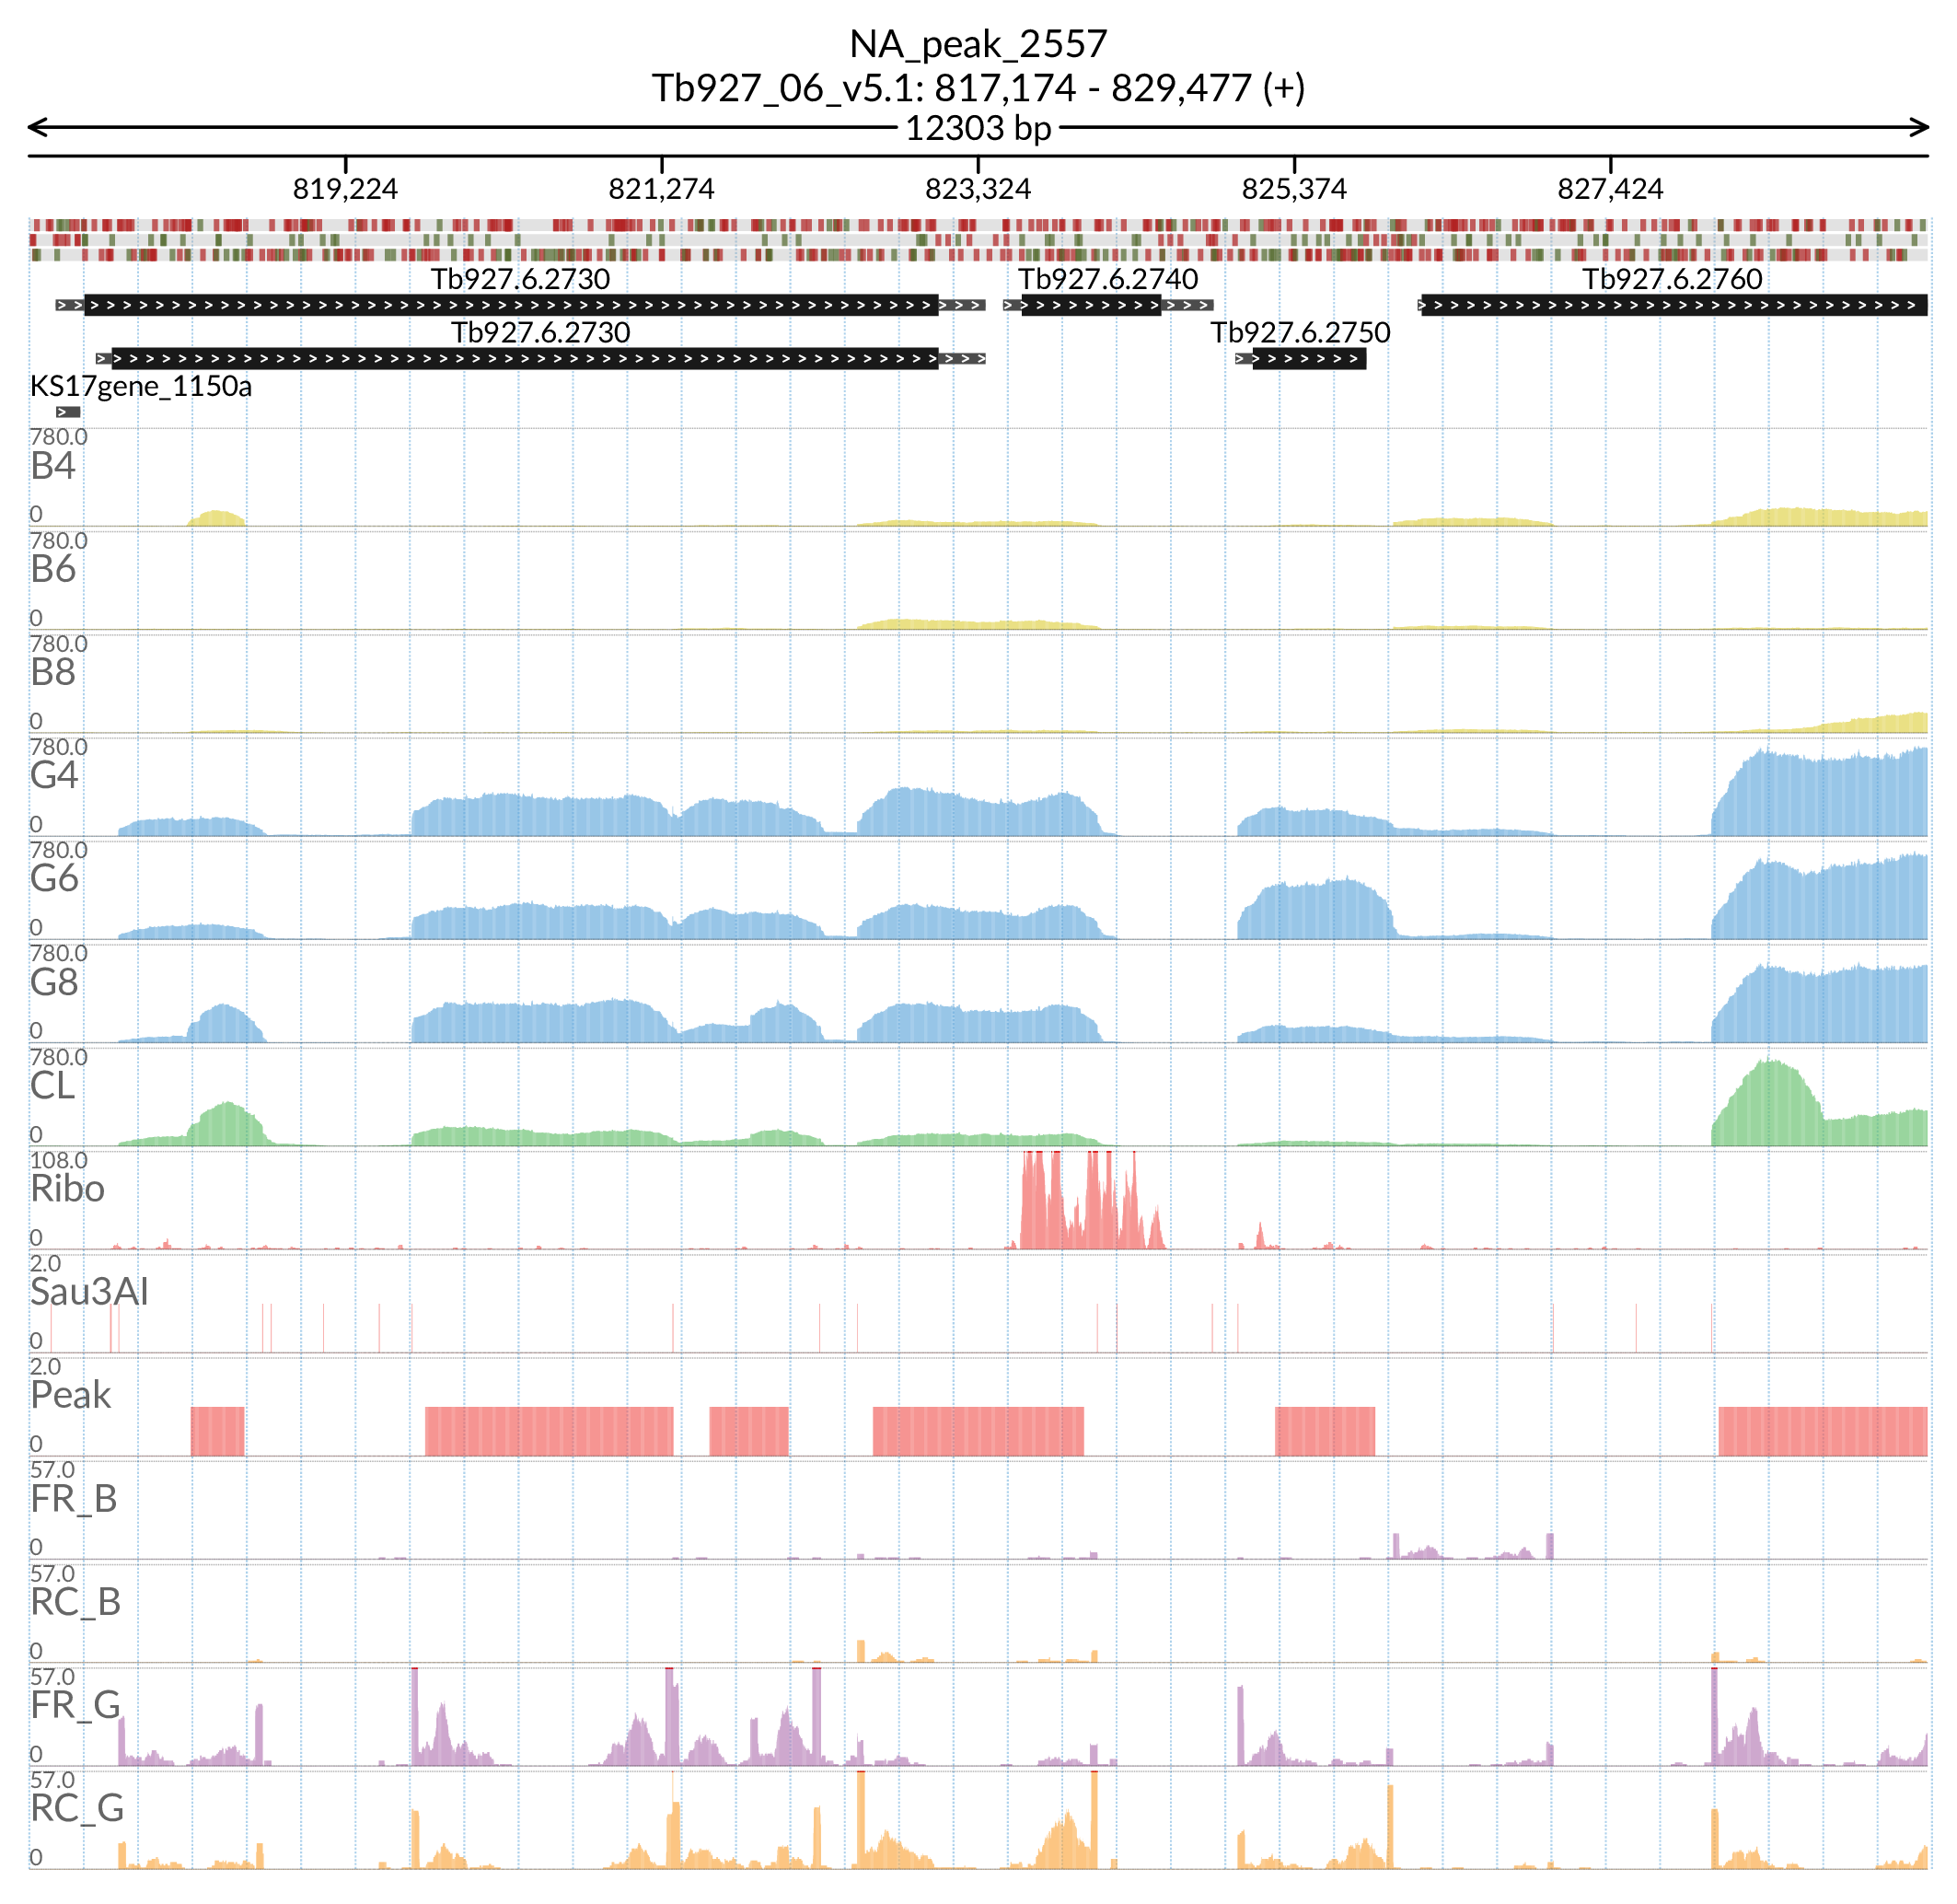 NA_peak_2557
Tb927_06_v5.1: 817,174 - 829,477 (+)
12303 bp
819,224 821,274 823,324 825,374 827,424
Tb927.6.2730 Tb927.6.2740 Tb927.6.2760
Tb927.6.2730 Tb927.6.2750
KS17gene_1150a
780.0
B4
0
780.0
B6
0
780.0
B8
0
780.0
G4
0
780.0
G6
0
780.0
G8
0
780.0
CL
0
108.0
Ribo
0
2.0
Sau3AI
0
2.0
Peak
0
57.0
FR_B
0
57.0
RC_B
0
57.0
FR_G
0
57.0
RC_G
0